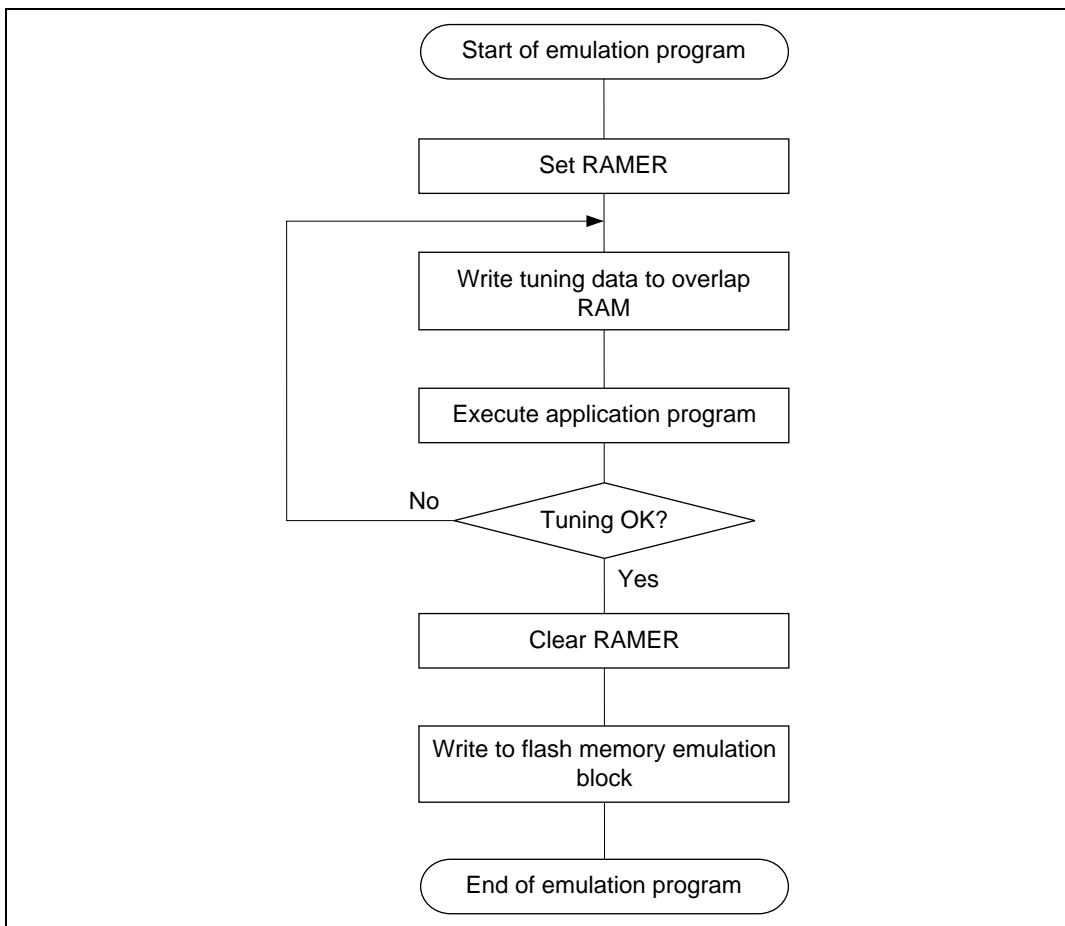 Start of emulation program
Set RAMER
Write tuning data to overlap
RAM
Execute application program
No
Tuning OK?
Yes
Clear RAMER
Write to flash memory emulation
block
End of emulation program